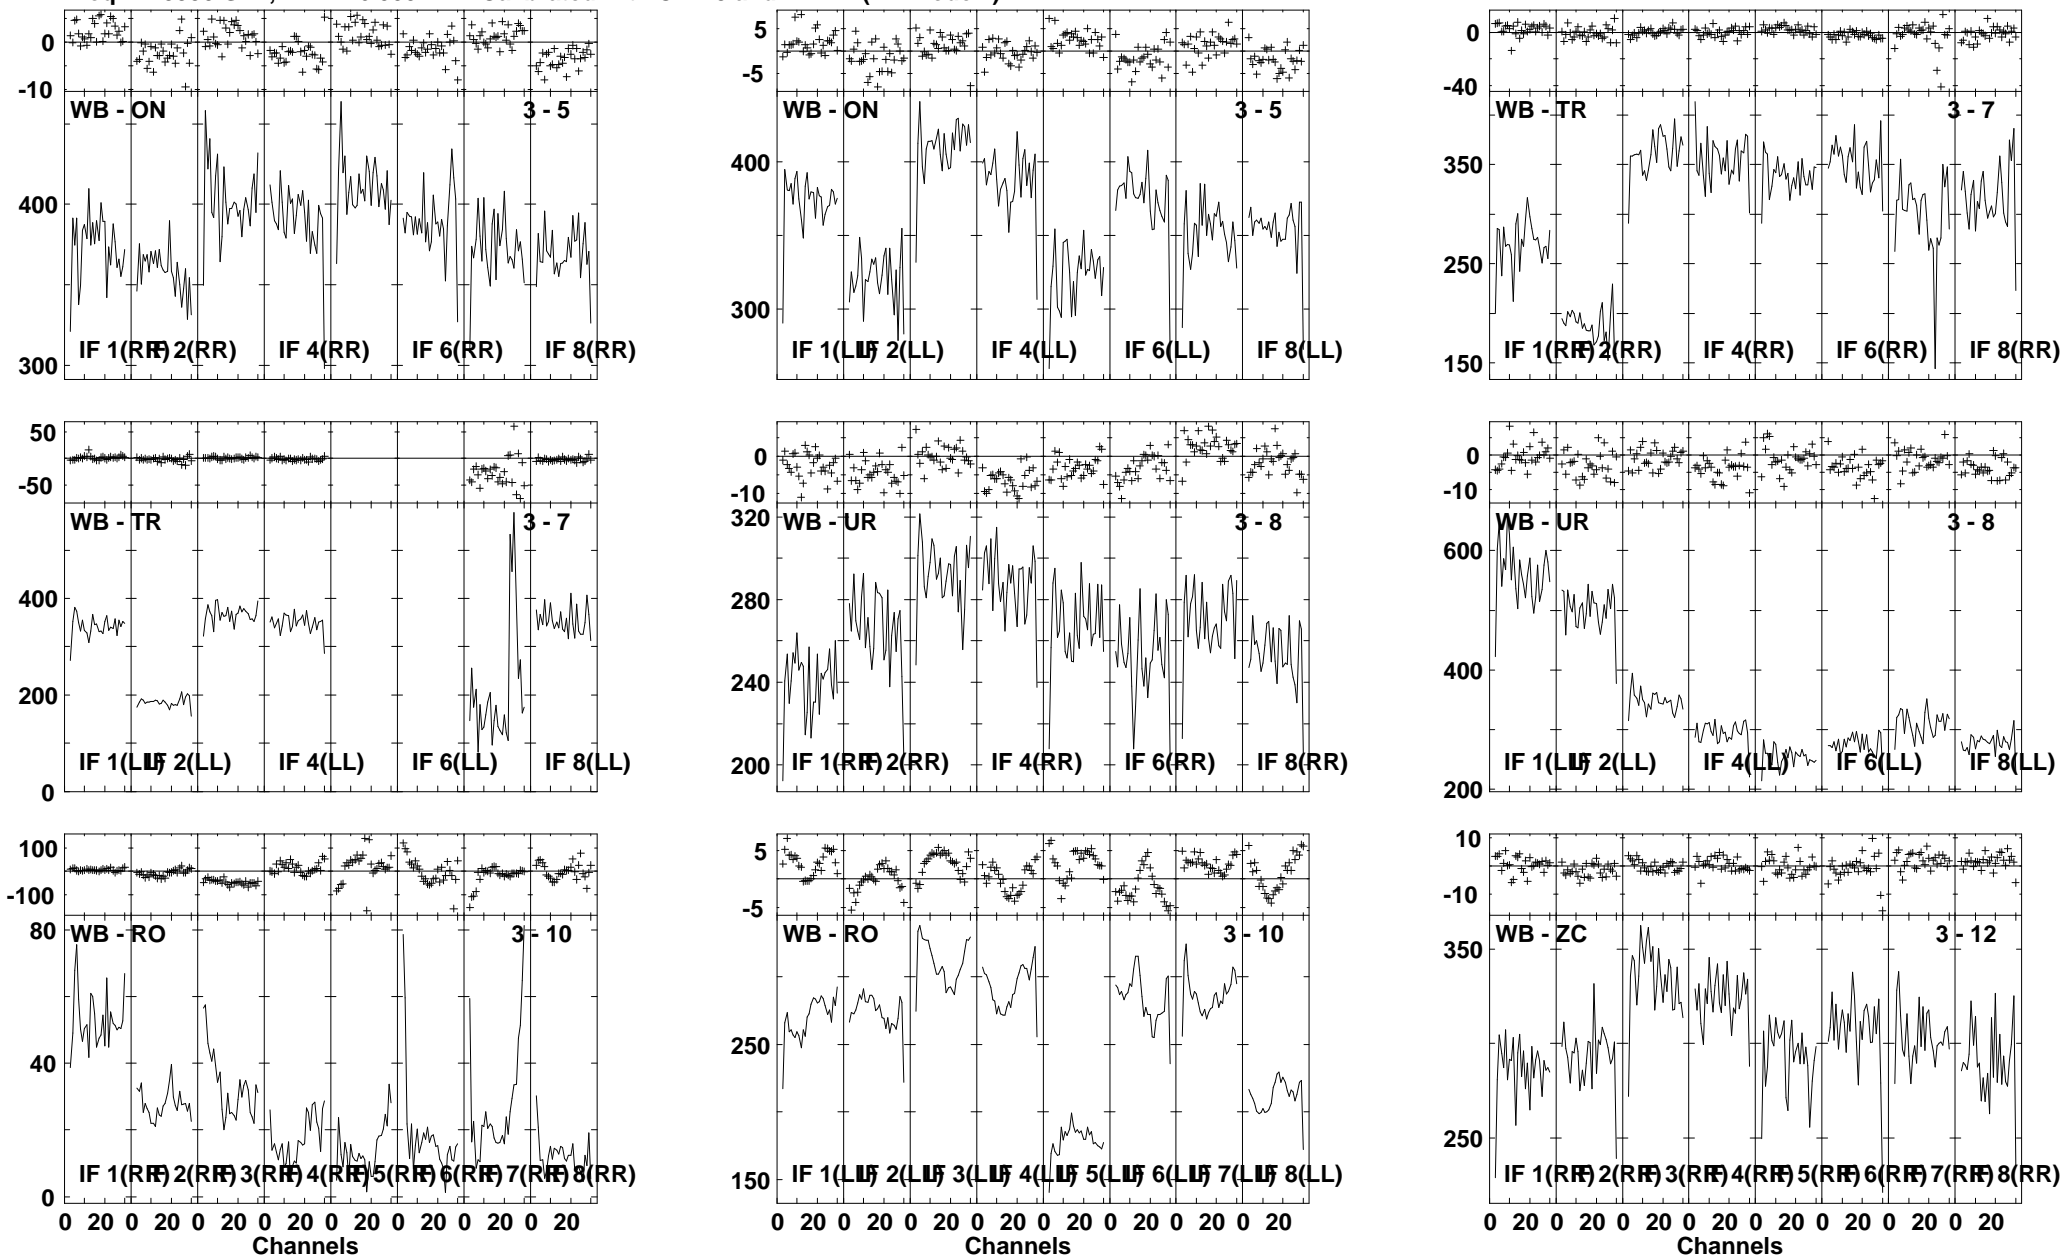 0
-10
WB - ON 3 - 5
400
300
IF 1(RR) IF 2(RR) IF 4(RR) IF 6(RR) IF 8(RR)
5
-5
WB - ON 3 - 5
400
300
IF 1(LL) IF 2(LL) IF 4(LL) IF 6(LL) IF 8(LL)
0
-40
WB - TR 3 - 7
350
250
150
IF 1(RR) IF 2(RR) IF 4(RR) IF 6(RR) IF 8(RR)
50
-50
WB - TR 3 - 7
400
200
0
IF 1(LL) IF 2(LL) IF 4(LL) IF 6(LL) IF 8(LL)
0
-10
WB - UR 3 - 8
320
280
240
200
IF 1(RR) IF 2(RR) IF 4(RR) IF 6(RR) IF 8(RR)
0
-10
WB - UR 3 - 8
600
400
200
IF 1(LL) IF 2(LL) IF 4(LL) IF 6(LL) IF 8(LL)
100
-100
WB - RO 3 - 10
80
40
0
IF 1(RR) IF 2(RR) IF 3(RR) IF 4(RR) IF 5(RR) IF 6(RR) IF 7(RR) IF 8(RR)
0 20 0 20 0 20 0 20 0 20 0 20 0 20 0 20
Channels
5
-5
WB - RO 3 - 10
250
150
IF 1(LL) IF 2(LL) IF 3(LL) IF 4(LL) IF 5(LL) IF 6(LL) IF 7(LL) IF 8(LL)
0 20 0 20 0 20 0 20 0 20 0 20 0 20 0 20
Channels
10
-10
WB - ZC 3 - 12
350
250
IF 1(RR) IF 2(RR) IF 3(RR) IF 4(RR) IF 5(RR) IF 6(RR) IF 7(RR) IF 8(RR)
0 20 0 20 0 20 0 20 0 20 0 20 0 20 0 20
Channels